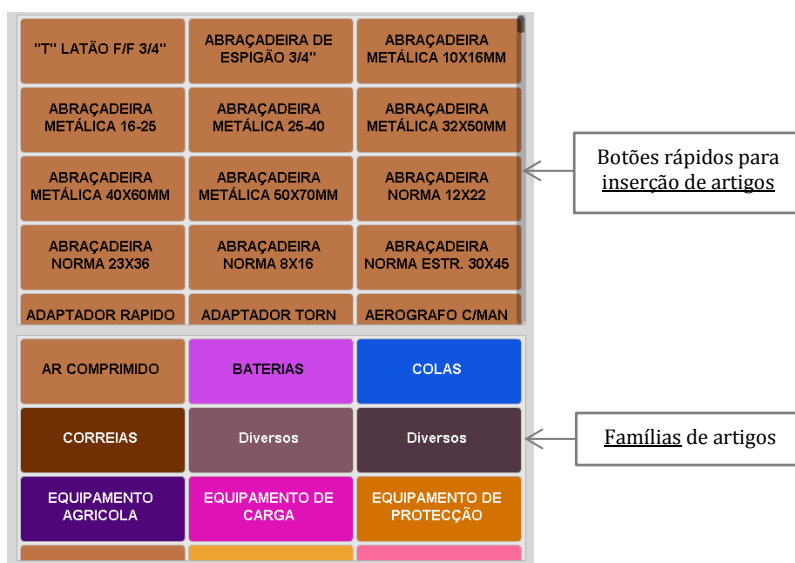 "T" LATÃO F/F 3/4"
ABRAÇADEIRA DE
ESPIGÃO 3/4"
ABRAÇADEIRA
METÁLICA 10X16MM
ABRAÇADEIRA
METÁLICA 16-25
ABRAÇADEIRA
METÁLICA 25-40
ABRAÇADEIRA
METÁLICA 32X50MM
ABRAÇADEIRA
METÁLICA 40X60MM
ABRAÇADEIRA
METÁLICA 50X70MM
ABRAÇADEIRA
NORMA 12X22
ABRAÇADEIRA
NORMA 23X36
ABRAÇADEIRA
NORMA 8X16
ABRAÇADEIRA
NORMA ESTR. 30X45
ADAPTADOR RAPIDO
ADAPTADOR TORN
AEROGRAFO C/MAN
Botões rápidos para
inserção de artigos
AR COMPRIMIDO
BATERIAS
COLAS
CORREIAS
Diversos
Diversos
Famílias de artigos
EQUIPAMENTO
AGRICOLA
EQUIPAMENTO DE
CARGA
EQUIPAMENTO DE
PROTECÇÃO